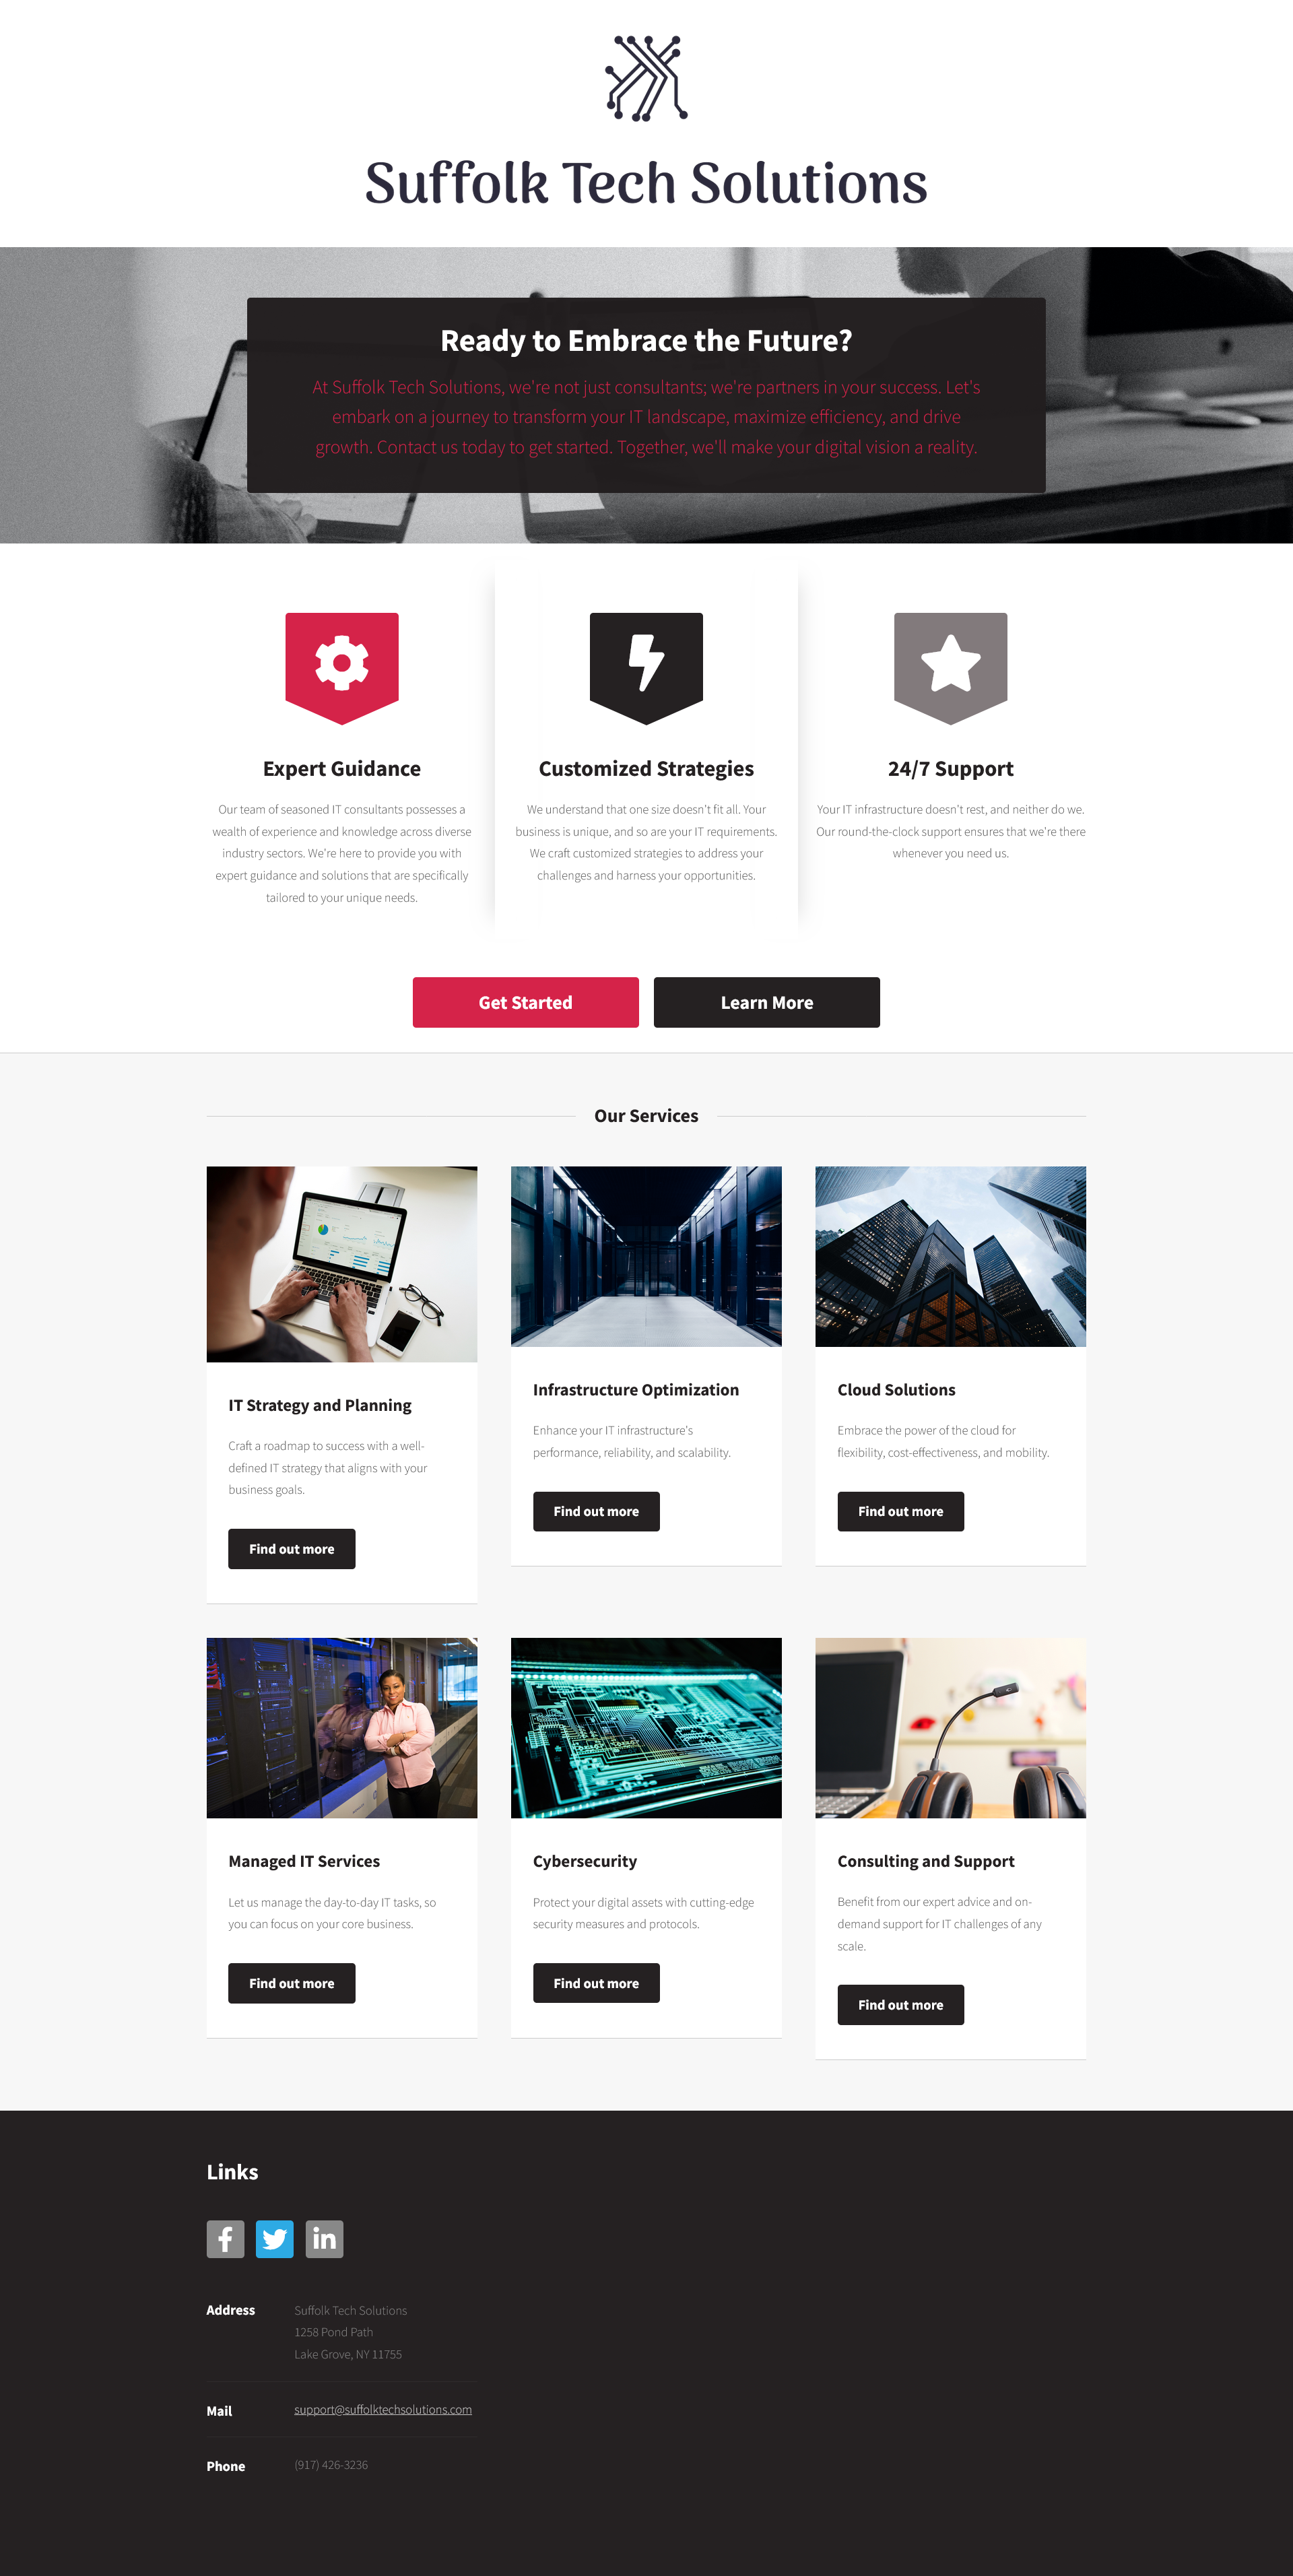 Suffolk Tech Solutions
Ready to Embrace the Future?
At Suffolk Tech Solutions, we're not just consultants; we're partners in your success. Let's
embark on a journey to transform your IT landscape, maximize efficiency, and drive
growth. Contact us today to get started. Together, we'll make your digital vision a reality.
Expert Guidance
Our team of seasoned IT consultants possesses a
wealth of experience and knowledge across diverse
industry sectors. We're here to provide you with
expert guidance and solutions that are specifically
tailored to your unique needs.
Customized Strategies
We understand that one size doesn't fit all. Your
business is unique, and so are your IT requirements.
We craft customized strategies to address your
challenges and harness your opportunities.
24/7 Support
Your IT infrastructure doesn't rest, and neither do we.
Our round-the-clock support ensures that we're there
whenever you need us.
Get Started
Learn More
Our Services
IT Strategy and Planning
Craft a roadmap to success with a well-
defined IT strategy that aligns with your
business goals.
Find out more
Infrastructure Optimization
Enhance your IT infrastructure's
performance, reliability, and scalability.
Find out more
Cloud Solutions
Embrace the power of the cloud for
flexibility, cost-effectiveness, and mobility.
Find out more
Managed IT Services
Let us manage the day-to-day IT tasks, so
you can focus on your core business.
Find out more
Cybersecurity
Protect your digital assets with cutting-edge
security measures and protocols.
Find out more
Consulting and Support
Benefit from our expert advice and on-
demand support for IT challenges of any
scale.
Find out more
Links
Address
Suffolk Tech Solutions
1258 Pond Path
Lake Grove, NY 11755
Mail
support@suffolktechsolutions.com
Phone
(917) 426-3236